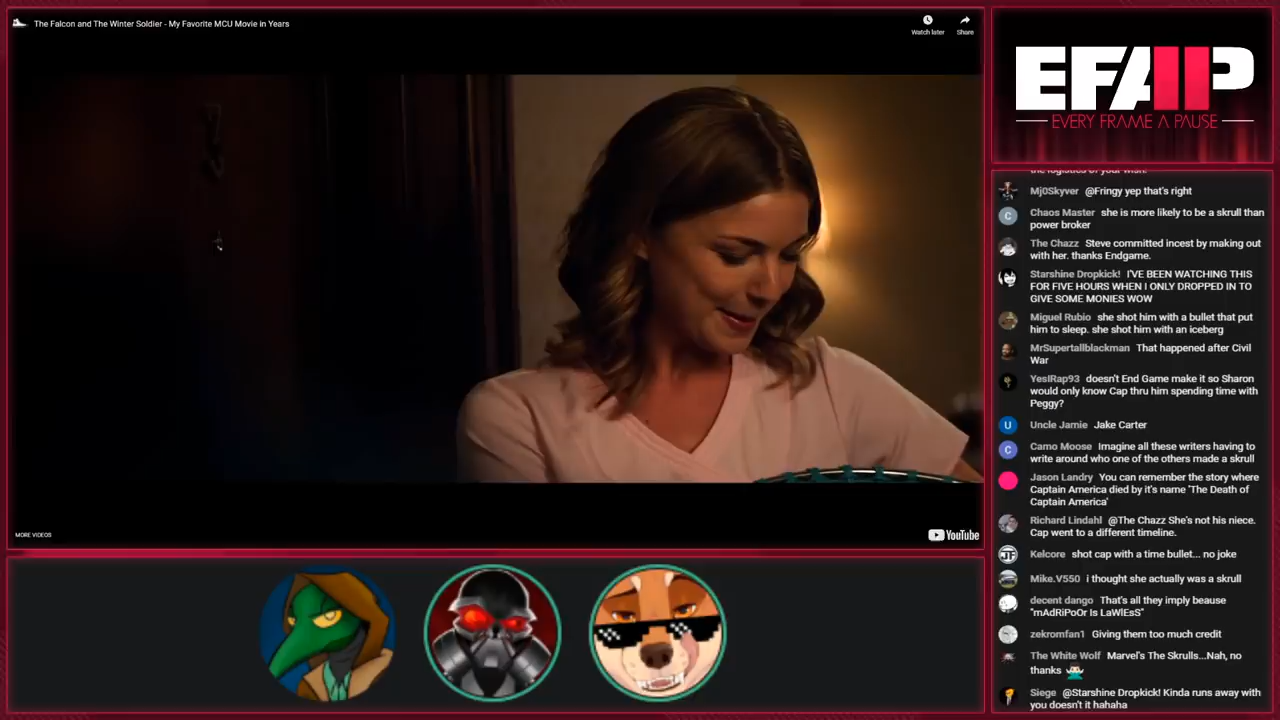 The Falcon and The Winter Soldier - My Favorite MCU Movie in Years
Watch later
Share
MORE VIDEOS
YouTube
EFAP
EVERY FRAME A PAUSE
the logistics of your wish.
Mj0Skyver @Fringy yep that's right
C
Chaos Master she is more likely to be a skrull than
power broker
The Chazz Steve committed incest by making out
with her. thanks Endgame.
Starshine Dropkick! I'VE BEEN WATCHING THIS
FOR FIVE HOURS WHEN I ONLY DROPPED IN TO
GIVE SOME MONIES WOW
Miguel Rubio she shot him with a bullet that put
him to sleep. she shot him with an iceberg
MrSupertallblackman That happened after Civil
War
YesIRap93 doesn't End Game make it so Sharon
would only know Cap thru him spending time with
Peggy?
U
Uncle Jamie Jake Carter
C
Camo Moose Imagine all these writers having to
write around who one of the others made a skrull
Jason Landry You can remember the story where
Captain America died by it's name 'The Death of
Captain America'
Richard Lindahl @The Chazz She's not his niece.
Cap went to a different timeline.
Kelcore shot cap with a time bullet... no joke
Mike.V550 i thought she actually was a skrull
decent dango That's all they imply beause
"mAdRiPoOr Is LaWlEsS"
zekromfan1 Giving them too much credit
The White Wolf Marvel's The Skrulls...Nah, no
thanks
Siege @Starshine Dropkick! Kinda runs away with
you doesn't it hahaha